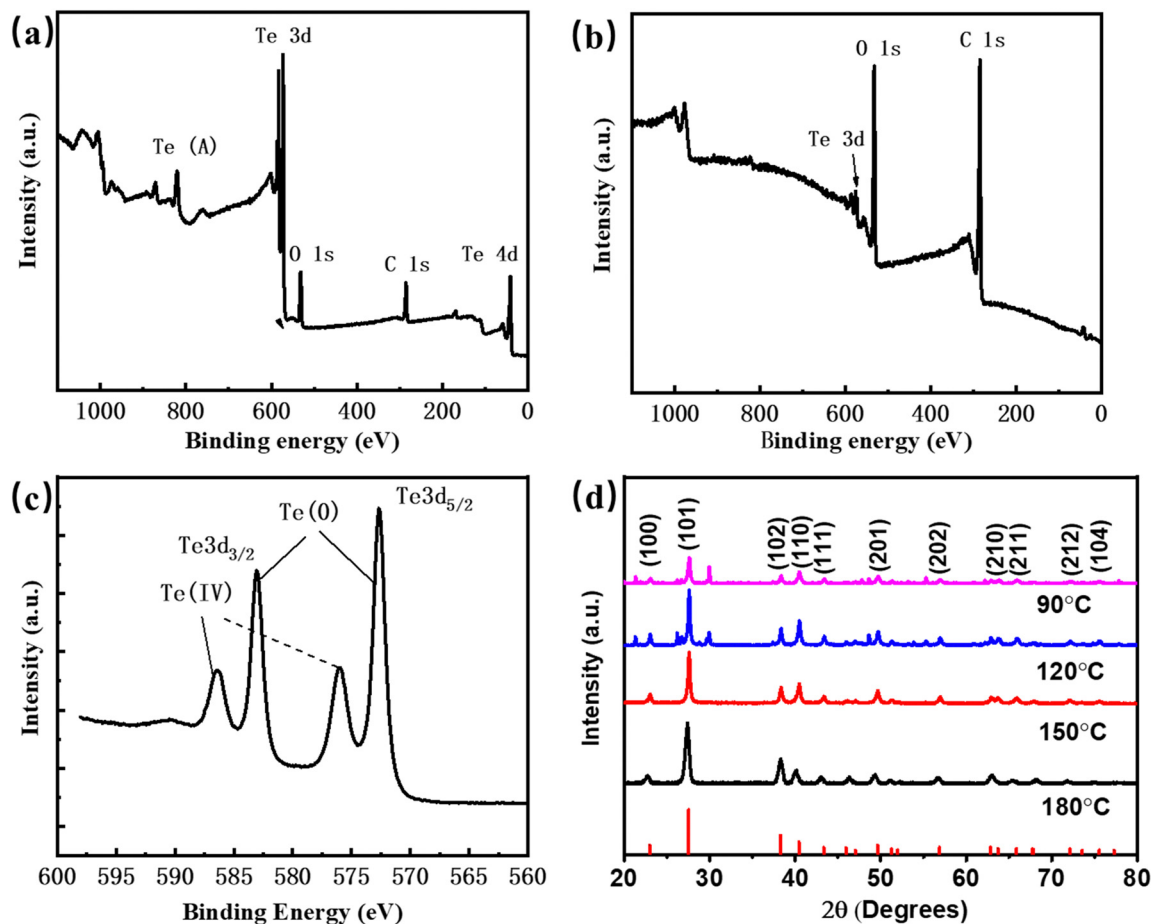 (a)
Te 3d
Te (A)
O 1s
C 1s
Te 4d
Intensity (a.u.)
1000 800 600 400 200 0
Binding energy (eV)
(b)
O 1s
C 1s
Te 3d
Intensity (a.u.)
1000 800 600 400 200 0
Binding energy (eV)
(c)
Te3d5/2
Te(0)
Te3d3/2
Te(IV)
Intensity (a.u.)
600 595 590 585 580 575 570 565 560
Binding Energy (eV)
(d)
(100) (101) (102) (110) (111) (201) (202) (210) (211) (212) (104)
90°C
120°C
150°C
180°C
Intensity (a.u.)
20 30 40 50 60 70 80
2θ (Degrees)